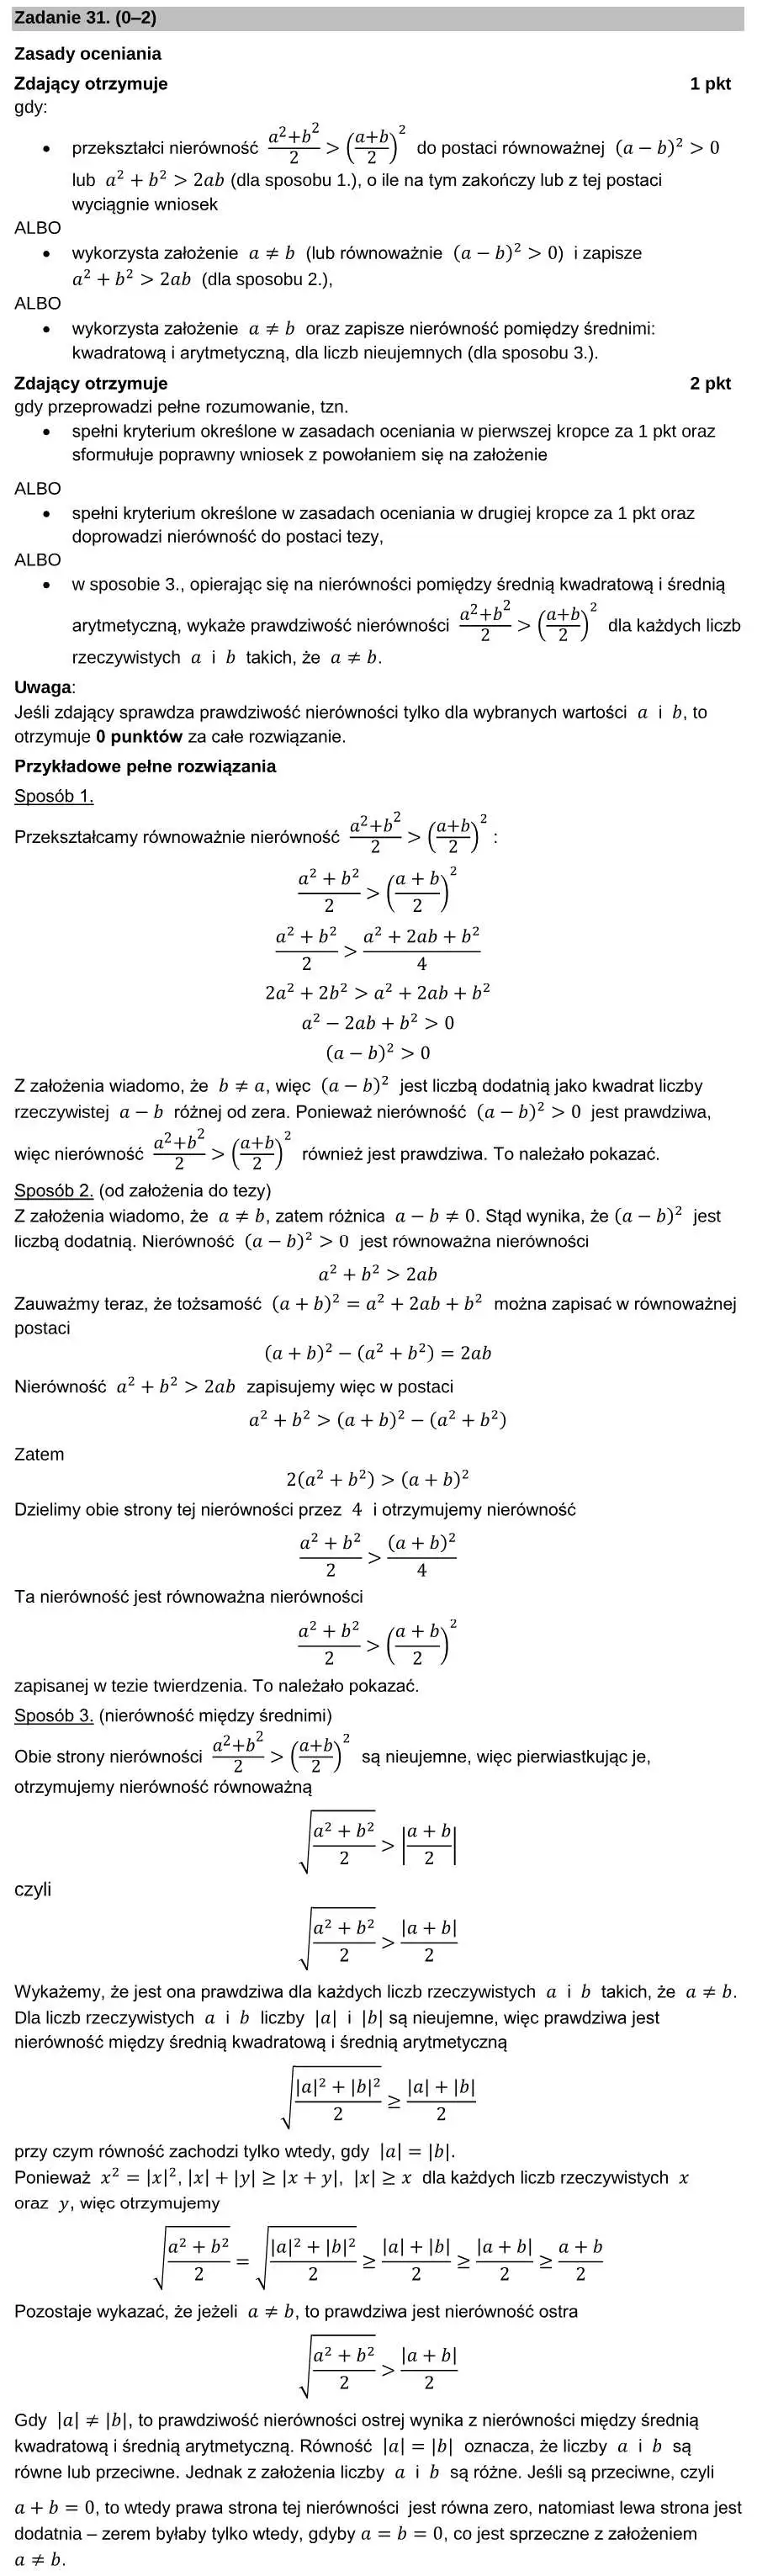 Zadanie 31. (0–2)
Zasady oceniania
Zdający otrzymuje 1 pkt
gdy:
• przekształci nierówność (a²+b²)/2 > ((a+b)/2)² do postaci równoważnej (a − b)² > 0
lub a² + b² > 2ab (dla sposobu 1.), o ile na tym zakończy lub z tej postaci
wyciągnie wniosek
ALBO
• wykorzysta założenie a ≠ b (lub równoważnie (a − b)² > 0) i zapisze
a² + b² > 2ab (dla sposobu 2.),
ALBO
• wykorzysta założenie a ≠ b oraz zapisze nierówność pomiędzy średnimi:
kwadratową i arytmetyczną, dla liczb nieujemnych (dla sposobu 3.).
Zdający otrzymuje 2 pkt
gdy przeprowadzi pełne rozumowanie, tzn.
• spełni kryterium określone w zasadach oceniania w pierwszej kropce za 1 pkt oraz
sformułuje poprawny wniosek z powołaniem się na założenie
ALBO
• spełni kryterium określone w zasadach oceniania w drugiej kropce za 1 pkt oraz
doprowadzi nierówność do postaci tezy,
ALBO
• w sposobie 3., opierając się na nierówności pomiędzy średnią kwadratową i średnią
arytmetyczną, wykaże prawdziwość nierówności (a²+b²)/2 > ((a+b)/2)² dla każdych liczb
rzeczywistych a i b takich, że a ≠ b.
Uwaga:
Jeśli zdający sprawdza prawdziwość nierówności tylko dla wybranych wartości a i b, to
otrzymuje 0 punktów za całe rozwiązanie.
Przykładowe pełne rozwiązania
Sposób 1.
Przekształcamy równoważnie nierówność (a²+b²)/2 > ((a+b)/2)² :
(a² + b²)/2 > ((a + b)/2)²
(a² + b²)/2 > (a² + 2ab + b²)/4
2a² + 2b² > a² + 2ab + b²
a² − 2ab + b² > 0
(a − b)² > 0
Z założenia wiadomo, że b ≠ a, więc (a − b)² jest liczbą dodatnią jako kwadrat liczby
rzeczywistej a − b różnej od zera. Ponieważ nierówność (a − b)² > 0 jest prawdziwa,
więc nierówność (a²+b²)/2 > ((a+b)/2)² również jest prawdziwa. To należało pokazać.
Sposób 2. (od założenia do tezy)
Z założenia wiadomo, że a ≠ b, zatem różnica a − b ≠ 0. Stąd wynika, że (a − b)² jest
liczbą dodatnią. Nierówność (a − b)² > 0 jest równoważna nierówności
a² + b² > 2ab
Zauważmy teraz, że tożsamość (a + b)² = a² + 2ab + b² można zapisać w równoważnej
postaci
(a + b)² − (a² + b²) = 2ab
Nierówność a² + b² > 2ab zapisujemy więc w postaci
a² + b² > (a + b)² − (a² + b²)
Zatem
2(a² + b²) > (a + b)²
Dzielimy obie strony tej nierówności przez 4 i otrzymujemy nierówność
(a² + b²)/2 > (a + b)²/4
Ta nierówność jest równoważna nierówności
(a² + b²)/2 > ((a + b)/2)²
zapisanej w tezie twierdzenia. To należało pokazać.
Sposób 3. (nierówność między średnimi)
Obie strony nierówności (a²+b²)/2 > ((a+b)/2)² są nieujemne, więc pierwiastkując je,
otrzymujemy nierówność równoważną
√((a² + b²)/2) > |(a + b)/2|
czyli
√((a² + b²)/2) > |a + b|/2
Wykażemy, że jest ona prawdziwa dla każdych liczb rzeczywistych a i b takich, że a ≠ b.
Dla liczb rzeczywistych a i b liczby |a| i |b| są nieujemne, więc prawdziwa jest
nierówność między średnią kwadratową i średnią arytmetyczną
√((|a|² + |b|²)/2) ≥ (|a| + |b|)/2
przy czym równość zachodzi tylko wtedy, gdy |a| = |b|.
Ponieważ x² = |x|², |x| + |y| ≥ |x + y|, |x| ≥ x dla każdych liczb rzeczywistych x
oraz y, więc otrzymujemy
√((a² + b²)/2) = √((|a|² + |b|²)/2) ≥ (|a| + |b|)/2 ≥ |a + b|/2 ≥ (a + b)/2
Pozostaje wykazać, że jeżeli a ≠ b, to prawdziwa jest nierówność ostra
√((a² + b²)/2) > |a + b|/2
Gdy |a| ≠ |b|, to prawdziwość nierówności ostrej wynika z nierówności między średnią
kwadratową i średnią arytmetyczną. Równość |a| = |b| oznacza, że liczby a i b są
równe lub przeciwne. Jednak z założenia liczby a i b są różne. Jeśli są przeciwne, czyli
a + b = 0, to wtedy prawa strona tej nierówności jest równa zero, natomiast lewa strona jest
dodatnia – zerem byłaby tylko wtedy, gdyby a = b = 0, co jest sprzeczne z założeniem
a ≠ b.